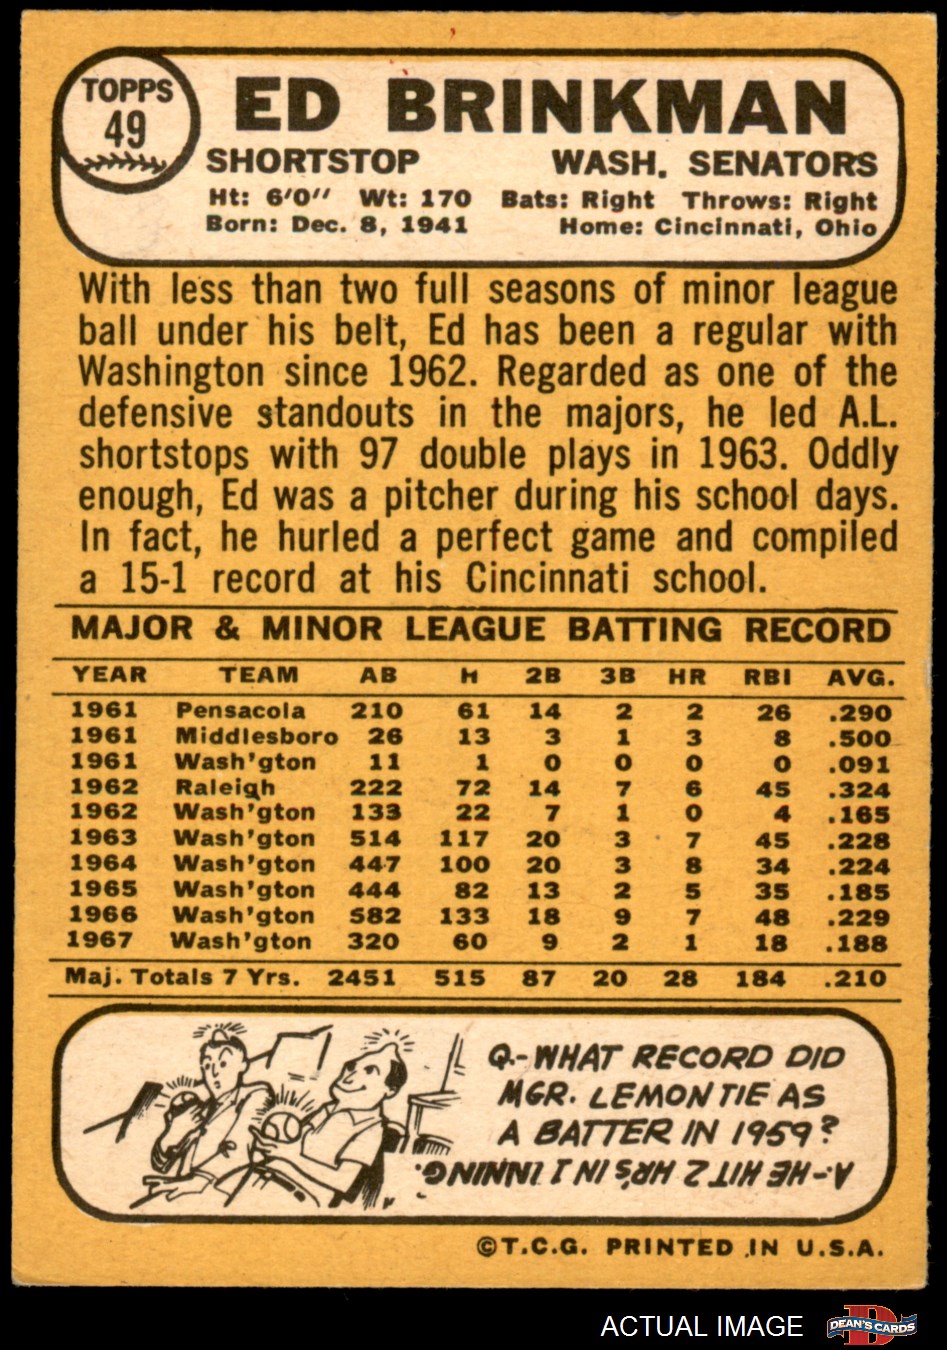 TOPPS
49
ED BRINKMAN
SHORTSTOP WASH. SENATORS
Ht: 6'0" Wt: 170 Bats: Right Throws: Right
Born: Dec. 8, 1941 Home: Cincinnati, Ohio
With less than two full seasons of minor league
ball under his belt, Ed has been a regular with
Washington since 1962. Regarded as one of the
defensive standouts in the majors, he led A.L.
shortstops with 97 double plays in 1963. Oddly
enough, Ed was a pitcher during his school days.
In fact, he hurled a perfect game and compiled
a 15-1 record at his Cincinnati school.
MAJOR & MINOR LEAGUE BATTING RECORD
YEAR TEAM AB H 2B 3B HR RBI AVG.
1961 Pensacola 210 61 14 2 2 26 .290
1961 Middlesboro 26 13 3 1 3 8 .500
1961 Wash'gton 11 1 0 0 0 0 .091
1962 Raleigh 222 72 14 7 6 45 .324
1962 Wash'gton 133 22 7 1 0 4 .165
1963 Wash'gton 514 117 20 3 7 45 .228
1964 Wash'gton 447 100 20 3 8 34 .224
1965 Wash'gton 444 82 13 2 5 35 .185
1966 Wash'gton 582 133 18 9 7 48 .229
1967 Wash'gton 320 60 9 2 1 18 .188
Maj. Totals 7 Yrs. 2451 515 87 20 28 184 .210
Q.-WHAT RECORD DID
MGR. LEMON TIE AS
A BATTER IN 1959?
A.-HE HIT 2 HR'S IN 1 INNING.
©T.C.G. PRINTED IN U.S.A.
ACTUAL IMAGE
DEAN'S CARDS